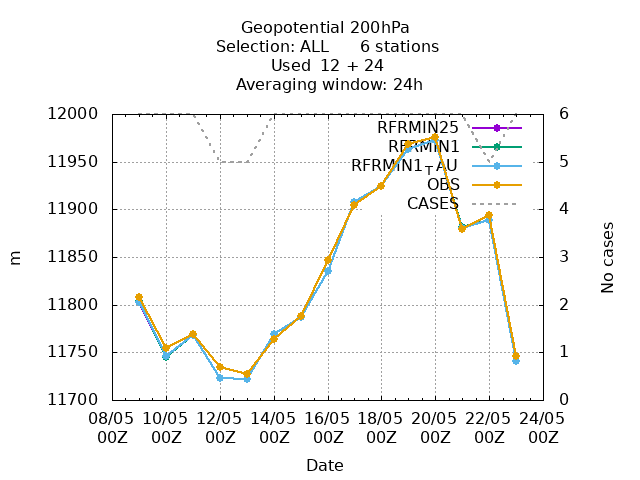 Geopotential 200hPa
Selection: ALL 6 stations
Used 12 + 24
Averaging window: 24h
12000
11950
11900
11850
11800
11750
11700
m
6
5
4
3
2
1
0
No cases
RFRMIN25
RFRMIN1
RFRMIN1TAU
OBS
CASES
08/05 10/05 12/05 14/05 16/05 18/05 20/05 22/05 24/05
00Z 00Z 00Z 00Z 00Z 00Z 00Z 00Z 00Z
Date